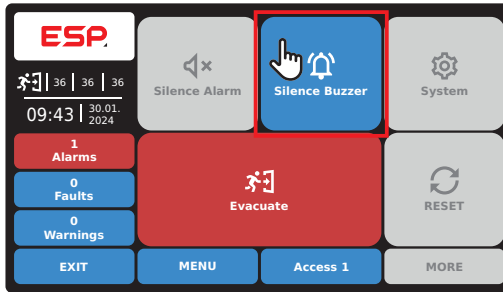 ESP
36 | 36 | 36
09:43 | 30.01.
2024
1
Alarms
0
Faults
0
Warnings
EXIT
Silence Alarm
Silence Buzzer
System
Evacuate
RESET
MENU
Access 1
MORE